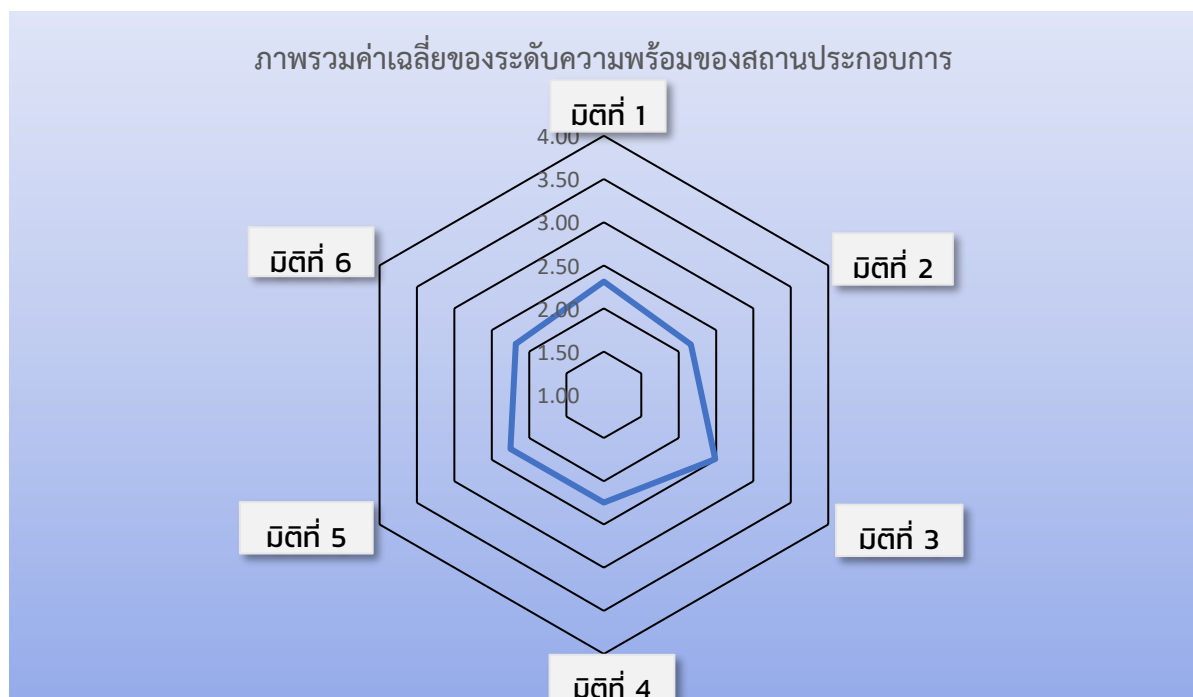 ภาพรวมค่าเฉลี่ยของระดับความพร้อมของสถานประกอบการ
มิติที่ 1
4.00
3.50
3.00
มิติที่ 6
มิติที่ 2
2.50
2.00
1.50
1.00
มิติที่ 5
มิติที่ 3
มิติที่ 4